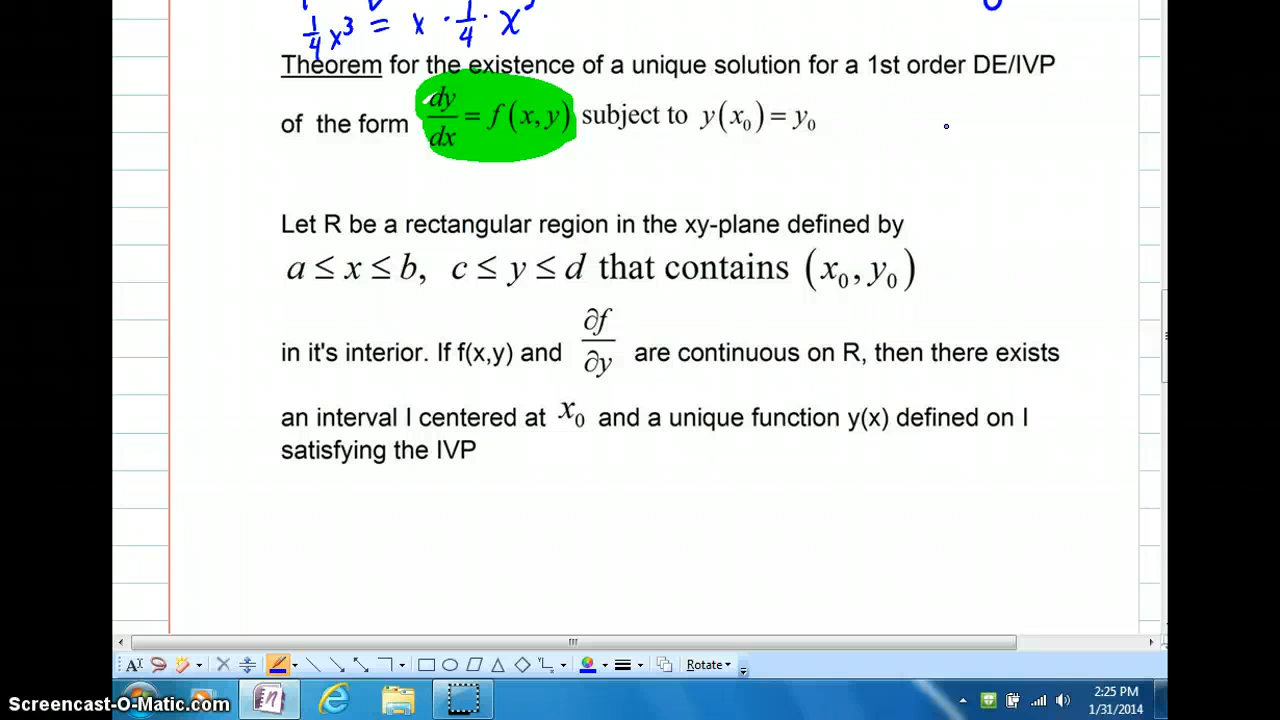 1/4 x³ = x · 1/4 · x
Theorem for the existence of a unique solution for a 1st order DE/IVP
of the form dy/dx = f(x, y) subject to y(x₀) = y₀
Let R be a rectangular region in the xy-plane defined by
a ≤ x ≤ b, c ≤ y ≤ d that contains (x₀, y₀)
in it's interior. If f(x,y) and ∂f/∂y are continuous on R, then there exists
an interval I centered at x₀ and a unique function y(x) defined on I
satisfying the IVP
Rotate
Screencast-O-Matic.com
2:25 PM
1/31/2014